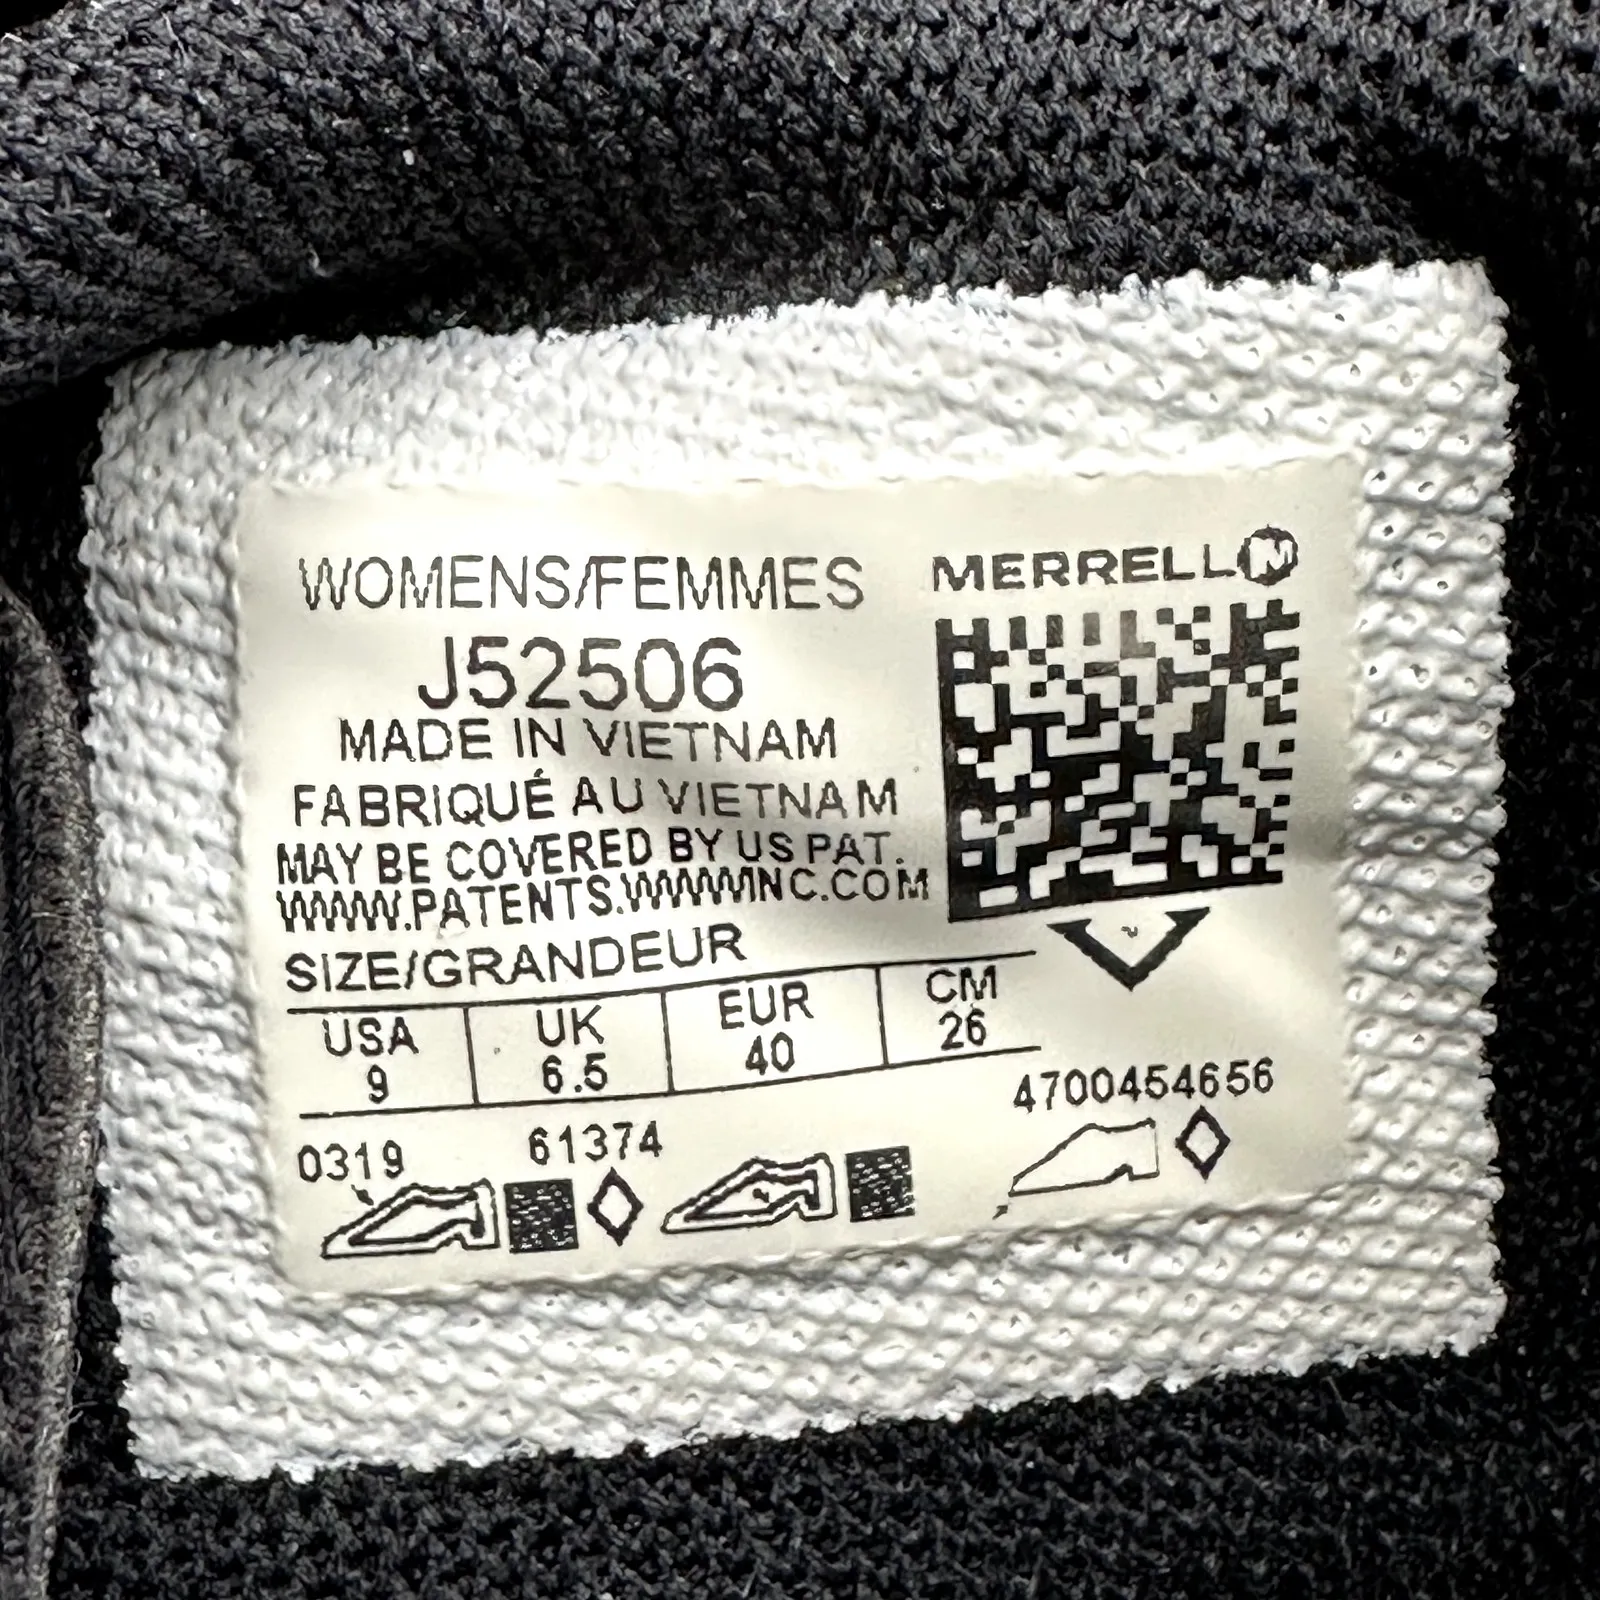 WOMENS/FEMMES
MERRELL
J52506
MADE IN VIETNAM
FABRIQUÉ AU VIETNAM
MAY BE COVERED BY US PAT.
WWW.PATENTS.WWWINC.COM
SIZE/GRANDEUR
USA UK EUR CM
9 6.5 40 26
0319 61374 4700454656